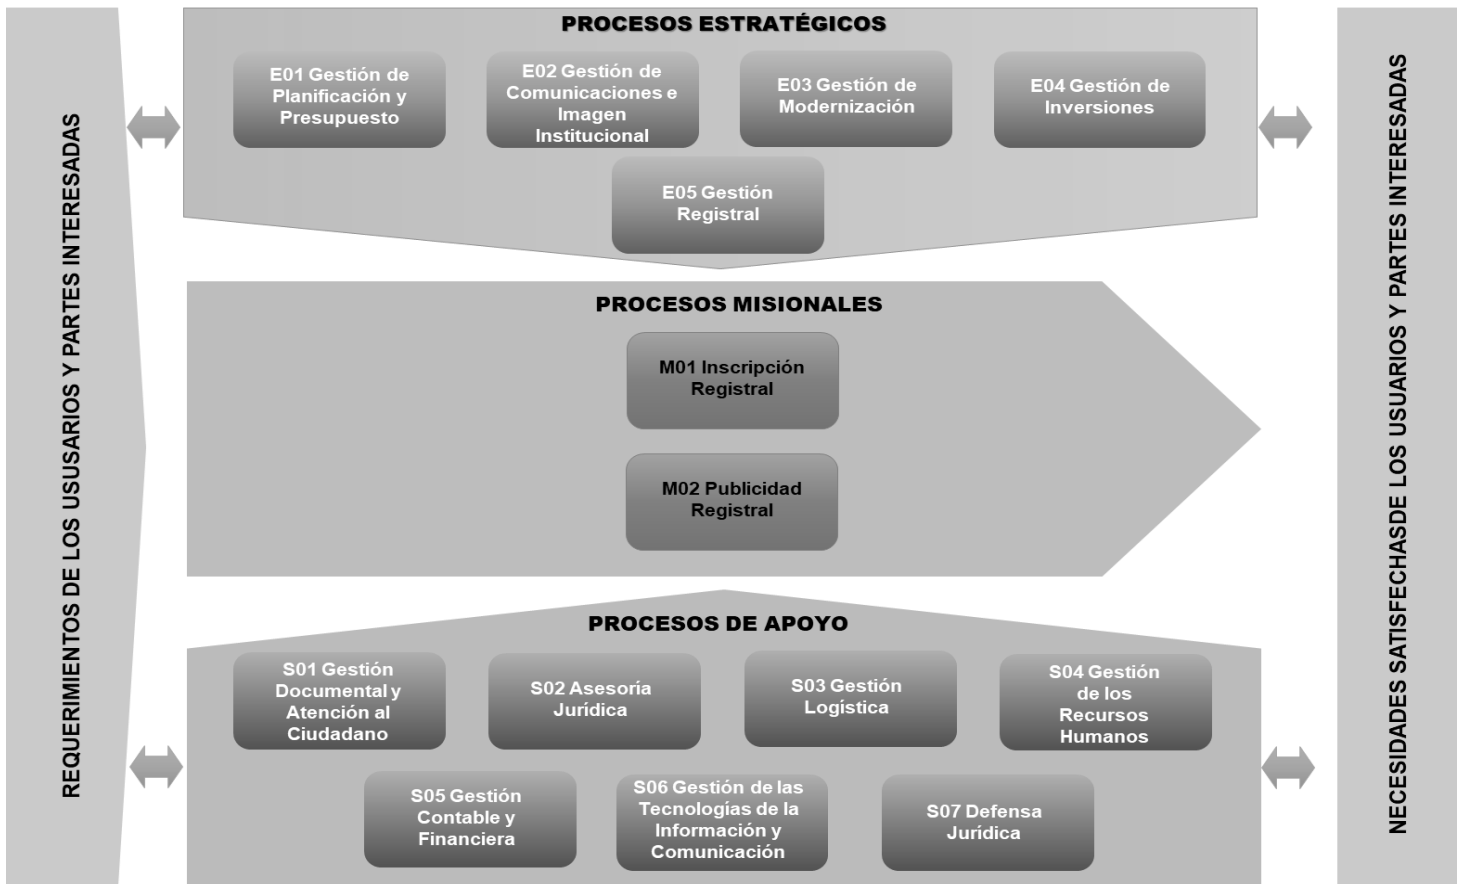 REQUERIMIENTOS DE LOS USUSARIOS Y PARTES INTERESADAS
PROCESOS ESTRATÉGICOS
E01 Gestión de
Planificación y
Presupuesto
E02 Gestión de
Comunicaciones e
Imagen
Institucional
E03 Gestión de
Modernización
E04 Gestión de
Inversiones
E05 Gestión
Registral
PROCESOS MISIONALES
M01 Inscripción
Registral
M02 Publicidad
Registral
PROCESOS DE APOYO
S01 Gestión
Documental y
Atención al
Ciudadano
S02 Asesoría
Jurídica
S03 Gestión
Logística
S04 Gestión
de los
Recursos
Humanos
S05 Gestión
Contable y
Financiera
S06 Gestión de las
Tecnologías de la
Información y
Comunicación
S07 Defensa
Jurídica
NECESIDADES SATISFECHASDE LOS USUARIOS Y PARTES INTERESADAS